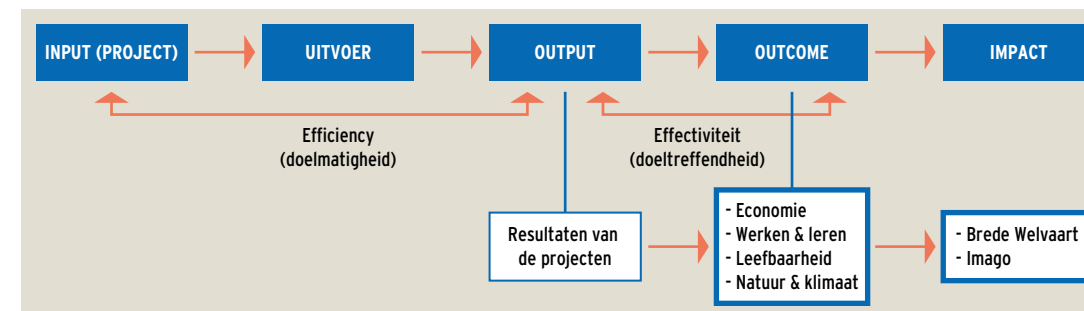 INPUT (PROJECT)
UITVOER
OUTPUT
OUTCOME
IMPACT
Efficiency
(doelmatigheid)
Effectiviteit
(doeltreffendheid)
Resultaten van
de projecten
- Economie
- Werken & leren
- Leefbaarheid
- Natuur & klimaat
- Brede Welvaart
- Imago